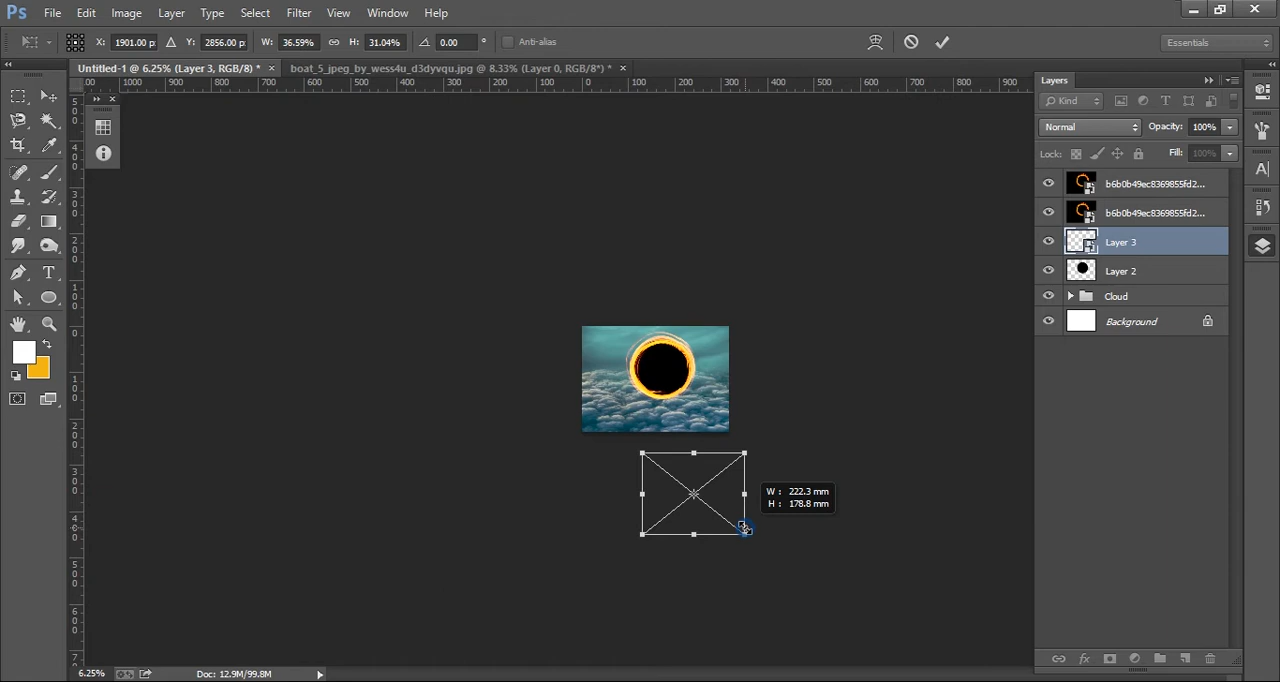 Ps File Edit Image Layer Type Select Filter View Window Help
X: 1901.00 p: Y: 2856.00 p: W: 36.59% H: 31.04% 0.00 ° Anti-alias Essentials
Untitled-1 @ 6.25% (Layer 3, RGB/8) * × boat_5_jpeg_by_wess4u_d3dyvqu.jpg @ 8.33% (Layer 0, RGB/8*) * ×
00 1000 900 800 700 600 500 400 300 200 100 0 100 200 300 400 500 600 700 800 900
Layers
Kind
Normal Opacity: 100%
Lock: Fill: 100%
b6b0b49ec8369855fd2...
b6b0b49ec8369855fd2...
Layer 3
Layer 2
Cloud
Background
W : 222.3 mm
H : 178.8 mm
6.25% Doc: 12.9M/99.8M